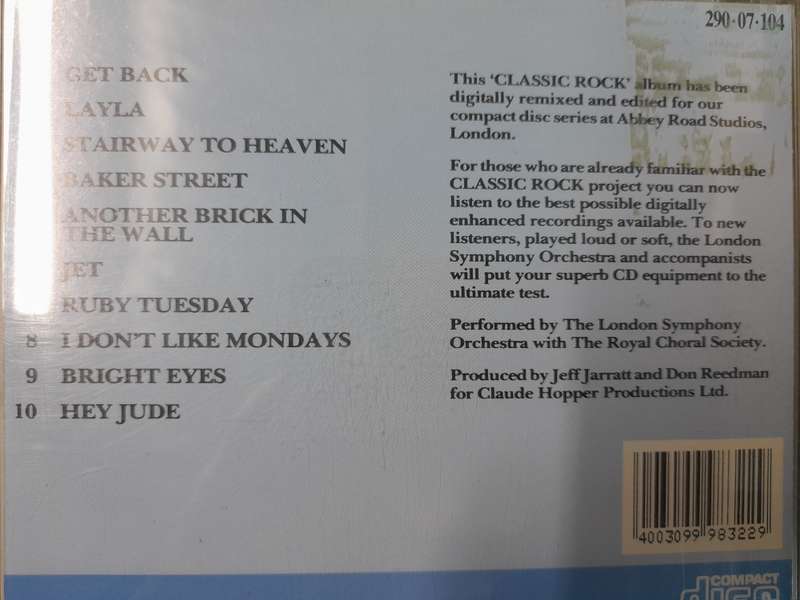 290·07·104
GET BACK
LAYLA
STAIRWAY TO HEAVEN
BAKER STREET
ANOTHER BRICK IN
THE WALL
JET
RUBY TUESDAY
8 I DON'T LIKE MONDAYS
9 BRIGHT EYES
10 HEY JUDE
This 'CLASSIC ROCK' album has been
digitally remixed and edited for our
compact disc series at Abbey Road Studios,
London.
For those who are already familiar with the
CLASSIC ROCK project you can now
listen to the best possible digitally
enhanced recordings available. To new
listeners, played loud or soft, the London
Symphony Orchestra and accompanists
will put your superb CD equipment to the
ultimate test.
Performed by The London Symphony
Orchestra with The Royal Choral Society.
Produced by Jeff Jarratt and Don Reedman
for Claude Hopper Productions Ltd.
4003099 983229
COMPACT
disc